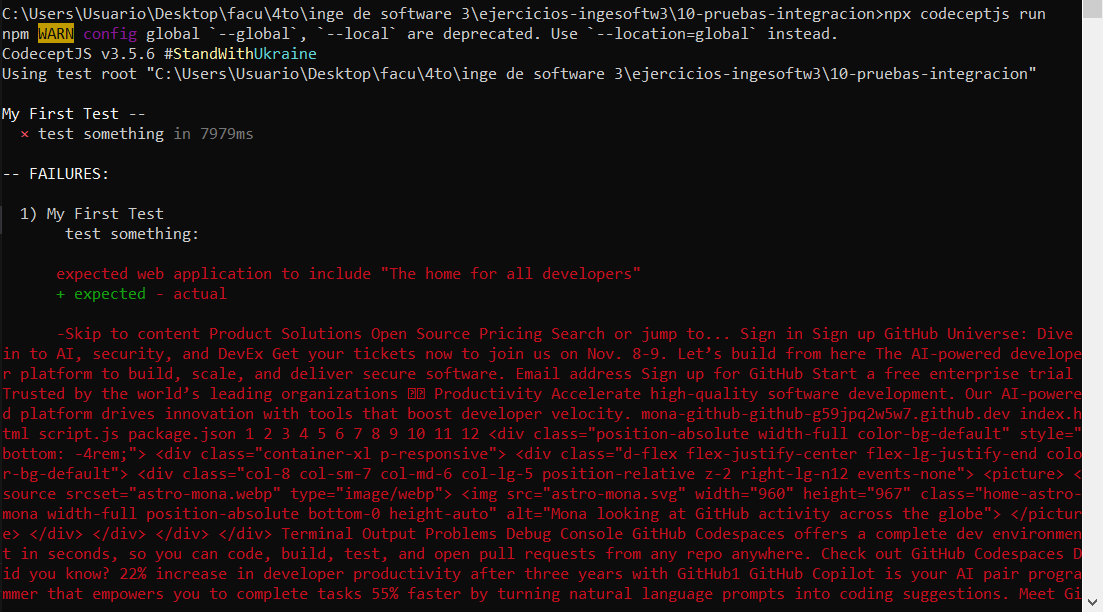 C:\Users\Usuario\Desktop\facu\4to\inge de software 3\ejercicios-ingesoftw3\10-pruebas-integracion>npx codeceptjs run
npm WARN config global `--global`, `--local` are deprecated. Use `--location=global` instead.
CodeceptJS v3.5.6 #StandWithUkraine
Using test root "C:\Users\Usuario\Desktop\facu\4to\inge de software 3\ejercicios-ingesoftw3\10-pruebas-integracion"
My First Test --
× test something in 7979ms
-- FAILURES:
1) My First Test
test something:
expected web application to include "The home for all developers"
+ expected - actual
-Skip to content Product Solutions Open Source Pricing Search or jump to... Sign in Sign up GitHub Universe: Dive
in to AI, security, and DevEx Get your tickets now to join us on Nov. 8-9. Let’s build from here The AI-powered develope
r platform to build, scale, and deliver secure software. Email address Sign up for GitHub Start a free enterprise trial
Trusted by the world’s leading organizations Productivity Accelerate high-quality software development. Our AI-powere
d platform drives innovation with tools that boost developer velocity. mona-github-github-g59jpq2w5w7.github.dev index.h
tml script.js package.json 1 2 3 4 5 6 7 8 9 10 11 12 <div class="position-absolute width-full color-bg-default" style="
bottom: -4rem;"> <div class="container-xl p-responsive"> <div class="d-flex flex-justify-center flex-lg-justify-end colo
r-bg-default"> <div class="col-8 col-sm-7 col-md-6 col-lg-5 position-relative z-2 right-lg-n12 events-none"> <picture> <
source srcset="astro-mona.webp" type="image/webp"> <img src="astro-mona.svg" width="960" height="967" class="home-astro-
mona width-full position-absolute bottom-0 height-auto" alt="Mona looking at GitHub activity across the globe"> </pictur
e> </div> </div> </div> </div> Terminal Output Problems Debug Console GitHub Codespaces offers a complete dev environmen
t in seconds, so you can code, build, test, and open pull requests from any repo anywhere. Check out GitHub Codespaces D
id you know? 22% increase in developer productivity after three years with GitHub1 GitHub Copilot is your AI pair progra
mmer that empowers you to complete tasks 55% faster by turning natural language prompts into coding suggestions. Meet Gi